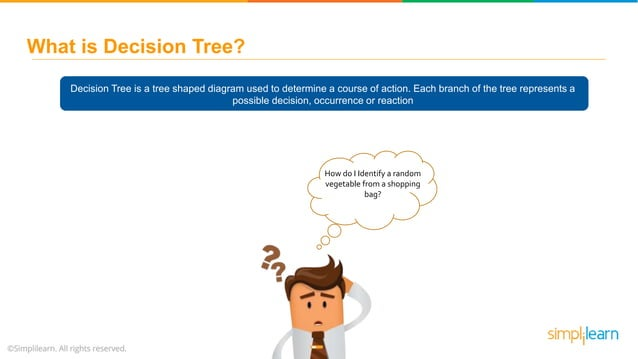 What is Decision Tree?
Decision Tree is a tree shaped diagram used to determine a course of action. Each branch of the tree represents a
possible decision, occurrence or reaction
How do I Identify a random
vegetable from a shopping
bag?
??
simplilearn
©Simplilearn. All rights reserved.